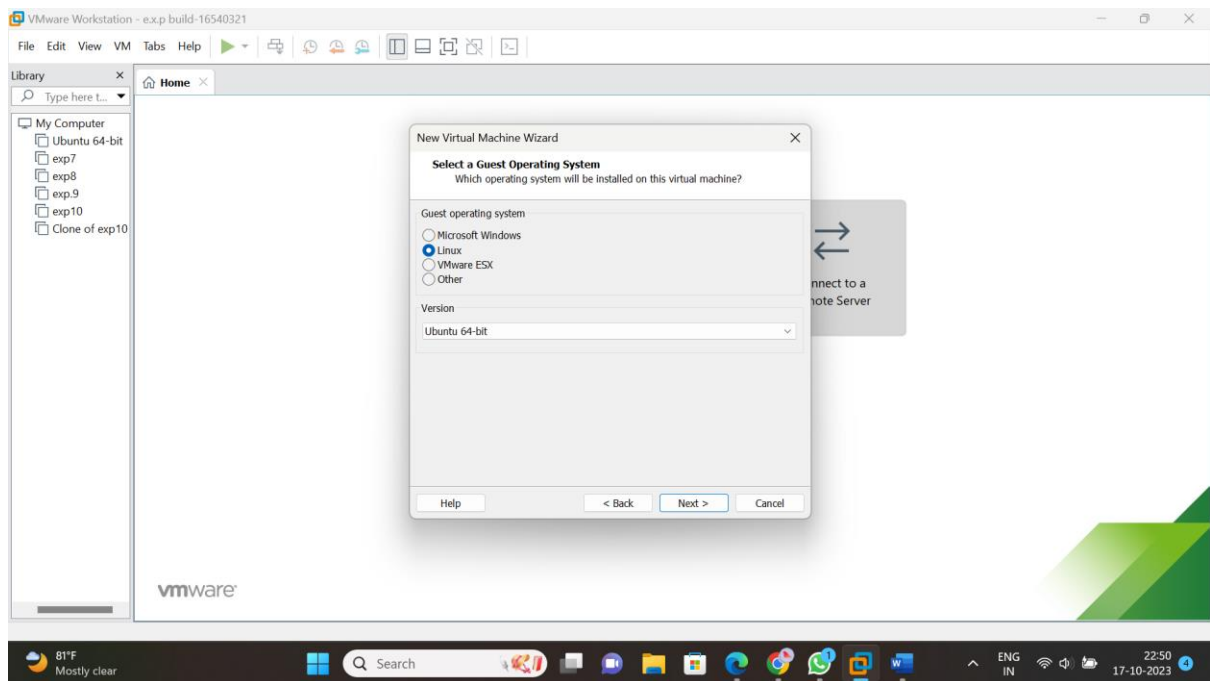 VMware Workstation - e.x.p build-16540321
File Edit View VM Tabs Help
Library
Home
Type here t...
My Computer
Ubuntu 64-bit
exp7
exp8
exp.9
exp10
Clone of exp10
New Virtual Machine Wizard
Select a Guest Operating System
Which operating system will be installed on this virtual machine?
Guest operating system
Microsoft Windows
Linux
VMware ESX
Other
Version
Ubuntu 64-bit
Help < Back Next > Cancel
nnect to a
note Server
vmware
81°F
Mostly clear
Search
ENG
IN
22:50
17-10-2023
4